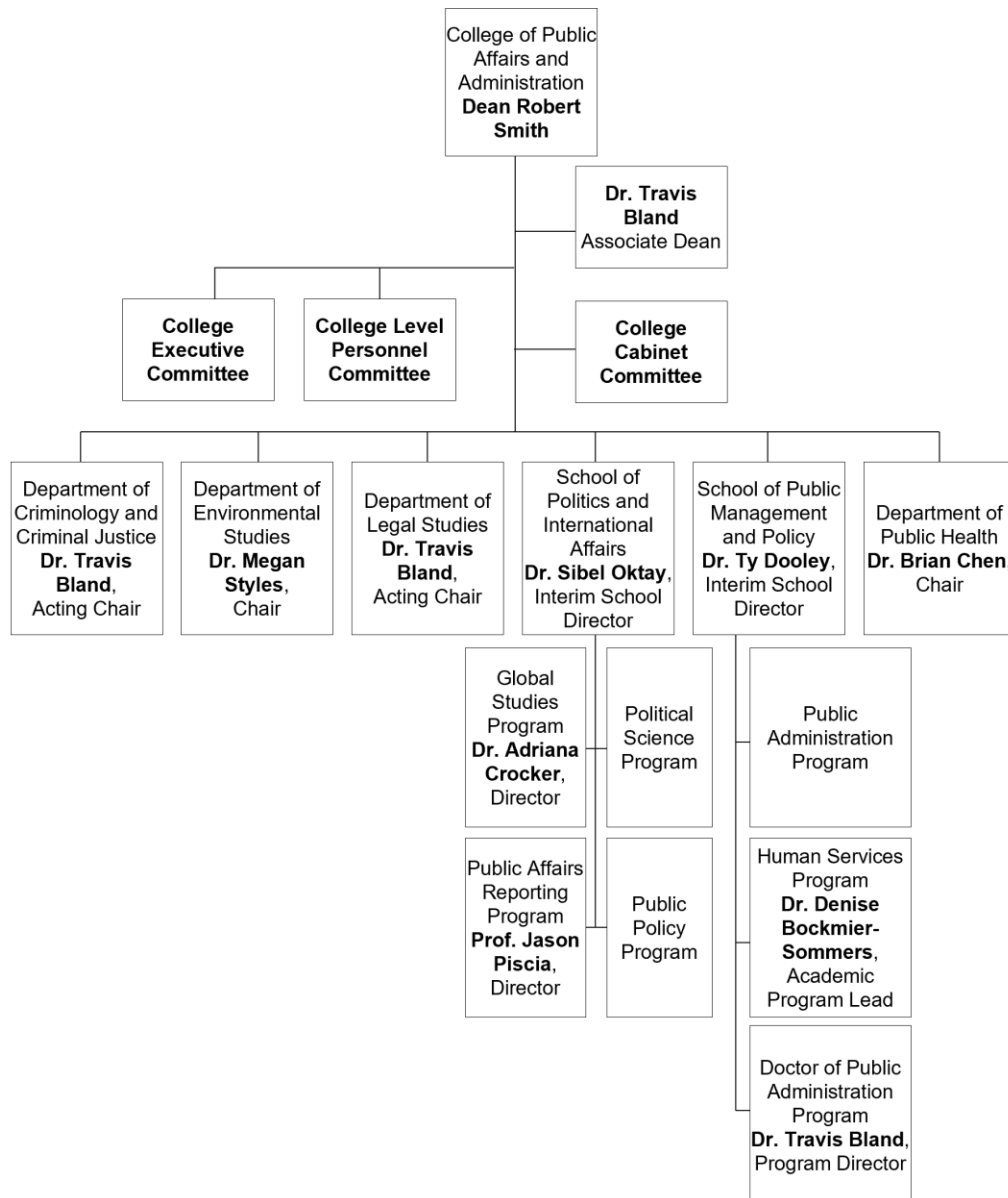 College of Public
Affairs and
Administration
Dean Robert
Smith
Dr. Travis
Bland
Associate Dean
College
Executive
Committee
College Level
Personnel
Committee
College
Cabinet
Committee
Department of
Criminology and
Criminal Justice
Dr. Travis
Bland,
Acting Chair
Department of
Environmental
Studies
Dr. Megan
Styles,
Chair
Department of
Legal Studies
Dr. Travis
Bland,
Acting Chair
School of
Politics and
International
Affairs
Dr. Sibel Oktay,
Interim School
Director
School of Public
Management
and Policy
Dr. Ty Dooley,
Interim School
Director
Department of
Public Health
Dr. Brian Chen,
Chair
Global
Studies
Program
Dr. Adriana
Crocker,
Director
Political
Science
Program
Public
Administration
Program
Public Affairs
Reporting
Program
Prof. Jason
Piscia,
Director
Public
Policy
Program
Human Services
Program
Dr. Denise
Bockmier-
Sommers,
Academic
Program Lead
Doctor of Public
Administration
Program
Dr. Travis Bland,
Program Director